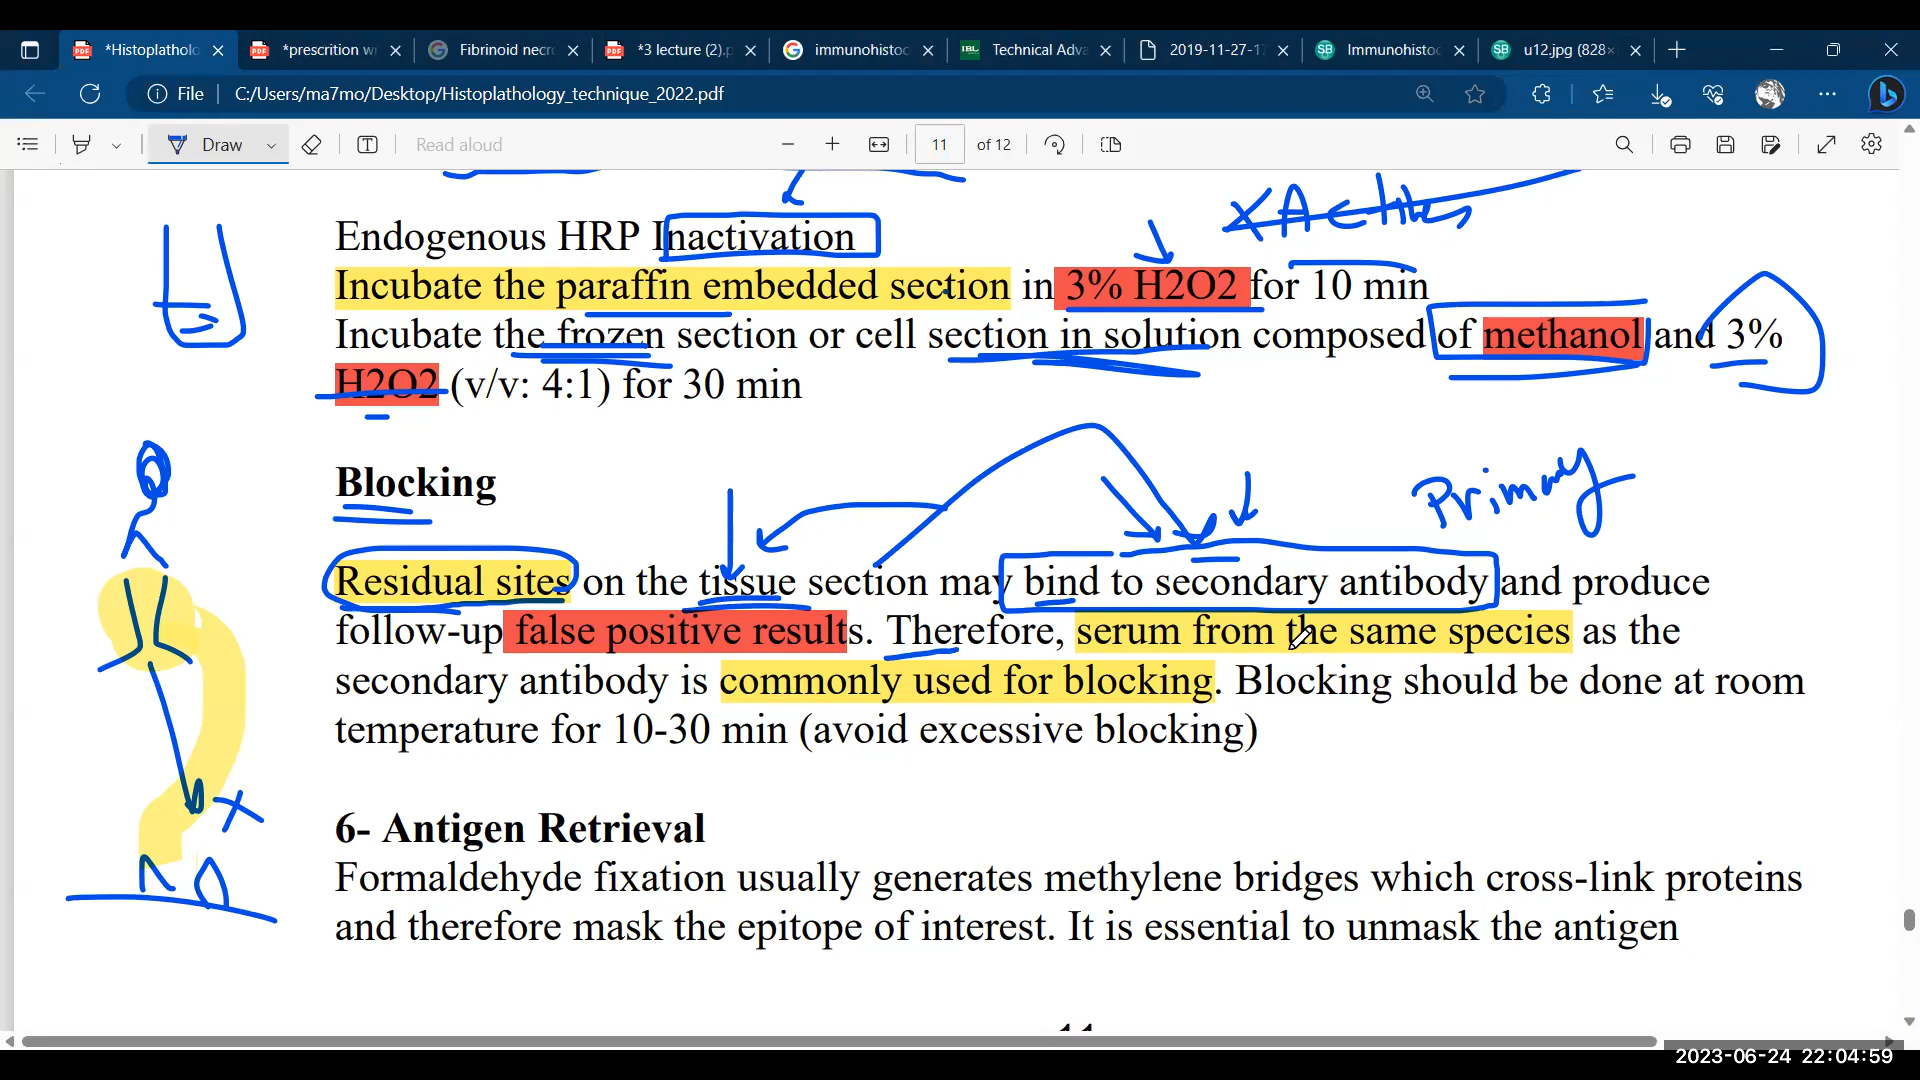 *Histoplatholo
*prescrition w
Fibrinoid necr
*3 lecture (2).p
immunohistoc
Technical Adva
2019-11-27-1
Immunohistoc
u12.jpg (828×
File
C:/Users/ma7mo/Desktop/Histoplathology_technique_2022.pdf
Draw
Read aloud
11 of 12
Endogenous HRP Inactivation
Incubate the paraffin embedded section in 3% H2O2 for 10 min
Incubate the frozen section or cell section in solution composed of methanol and 3%
H2O2 (v/v: 4:1) for 30 min
Blocking
Primary
Residual sites on the tissue section may bind to secondary antibody and produce
follow-up false positive results. Therefore, serum from the same species as the
secondary antibody is commonly used for blocking. Blocking should be done at room
temperature for 10-30 min (avoid excessive blocking)
6- Antigen Retrieval
Formaldehyde fixation usually generates methylene bridges which cross-link proteins
and therefore mask the epitope of interest. It is essential to unmask the antigen
2023-06-24 22:04:59